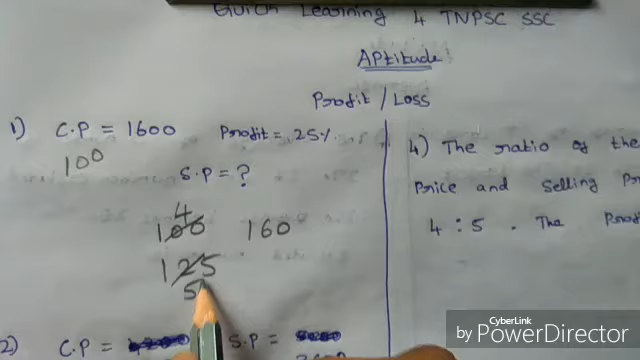 Quick Learning 4 TNPSC SSC
APtitude
Profit / Loss
1) C.P = 1600 Profit = 25%.
100
S.P = ?
4
100 160
125
5
2) C.P = S.P =
4) The ratio of the
Price and Selling
4 : 5 . The
CyberLink
by PowerDirector